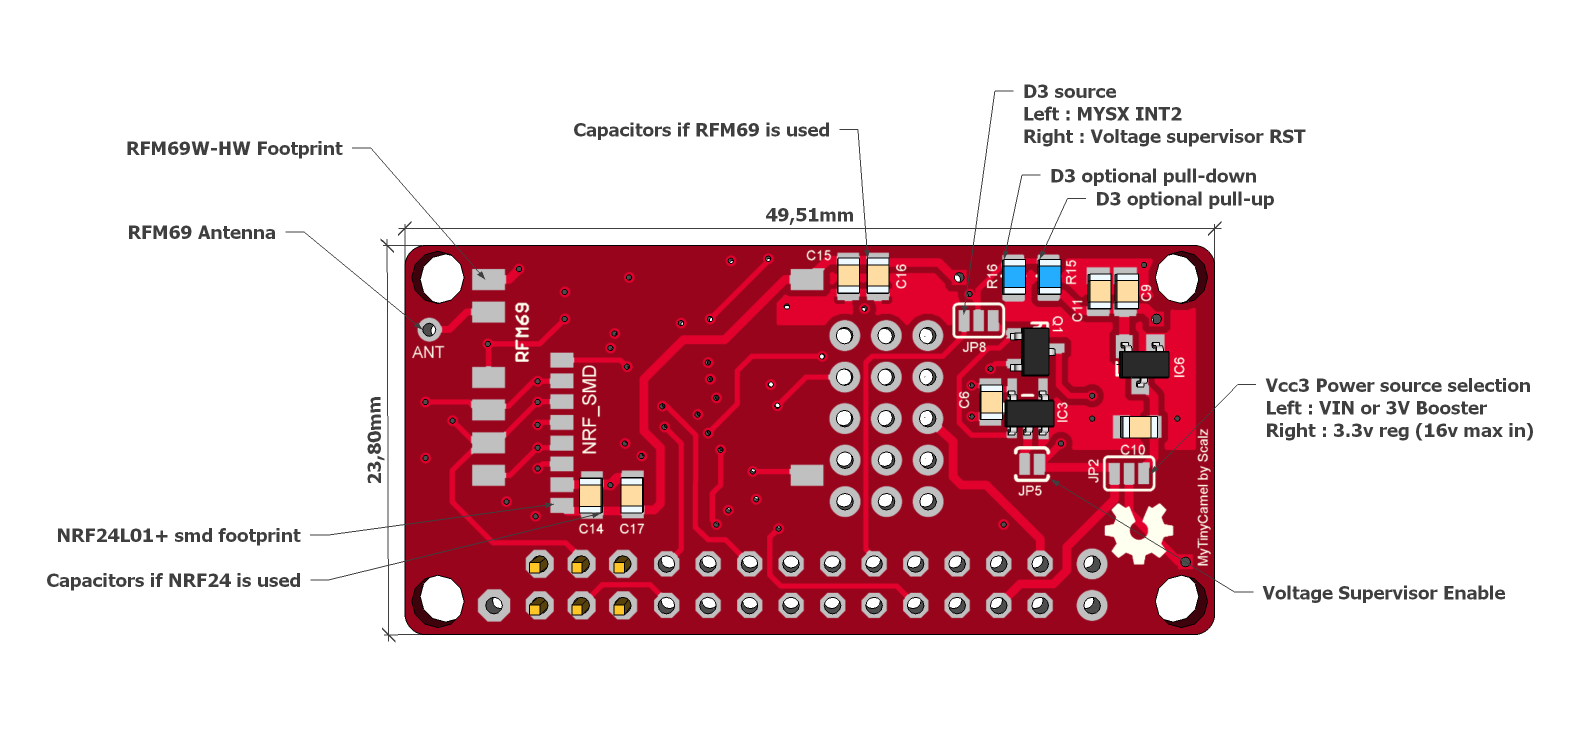 D3 source
Left : MYSX INT2
Right : Voltage supervisor RST
Capacitors if RFM69 is used
RFM69W-HW Footprint
D3 optional pull-down
D3 optional pull-up
49,51mm
RFM69 Antenna
C15
C16
R16
R15
C11
C9
RFM69
ANT
JP8
Q1
IC6
NRF_SMD
C6
IC3
Vcc3 Power source selection
Left : VIN or 3V Booster
Right : 3.3v reg (16v max in)
23,80mm
C10
JP2
JP5
MyTinyCamel by Scalz
C14
C17
NRF24L01+ smd footprint
Capacitors if NRF24 is used
Voltage Supervisor Enable